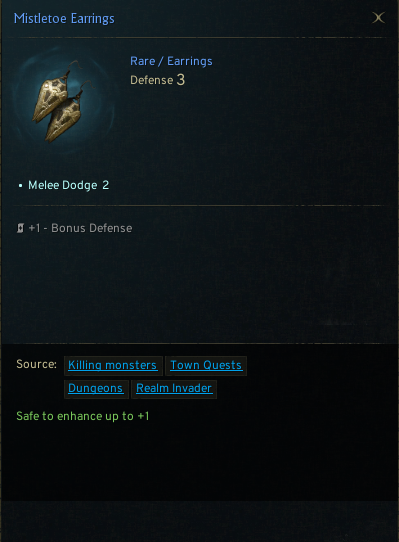 Mistletoe Earrings
Rare / Earrings
Defense 3
• Melee Dodge 2
+1 - Bonus Defense
Source: Killing monsters Town Quests
Dungeons Realm Invader
Safe to enhance up to +1